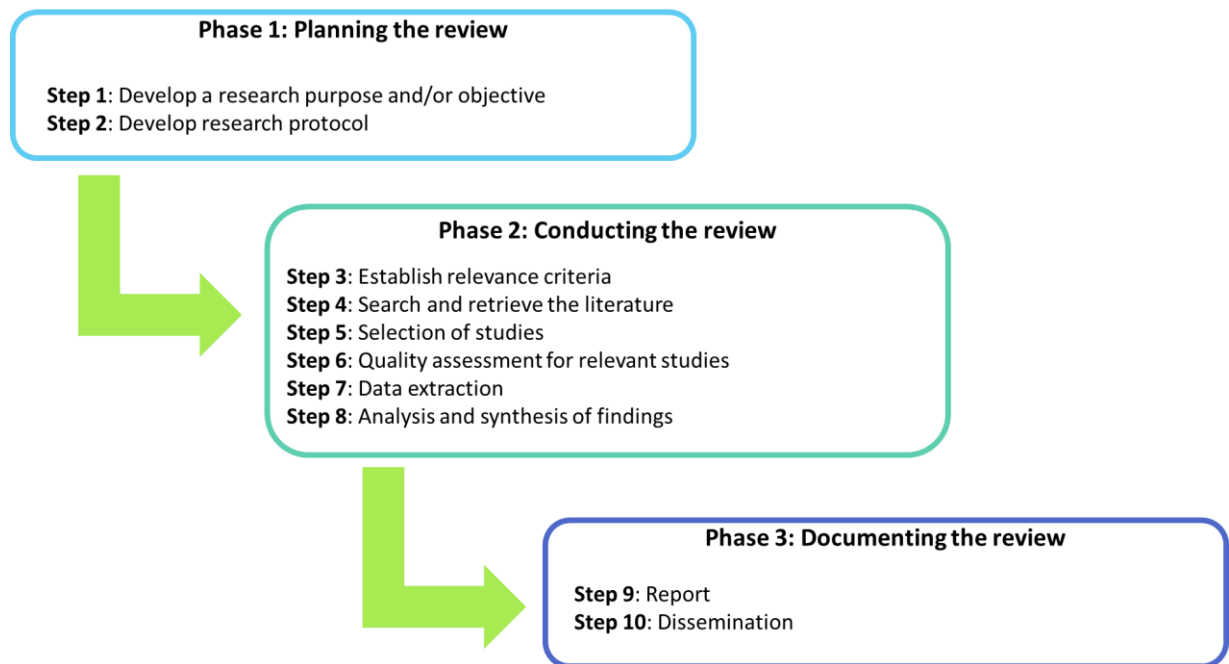 Phase 1: Planning the review
Step 1: Develop a research purpose and/or objective
Step 2: Develop research protocol
Phase 2: Conducting the review
Step 3: Establish relevance criteria
Step 4: Search and retrieve the literature
Step 5: Selection of studies
Step 6: Quality assessment for relevant studies
Step 7: Data extraction
Step 8: Analysis and synthesis of findings
Phase 3: Documenting the review
Step 9: Report
Step 10: Dissemination